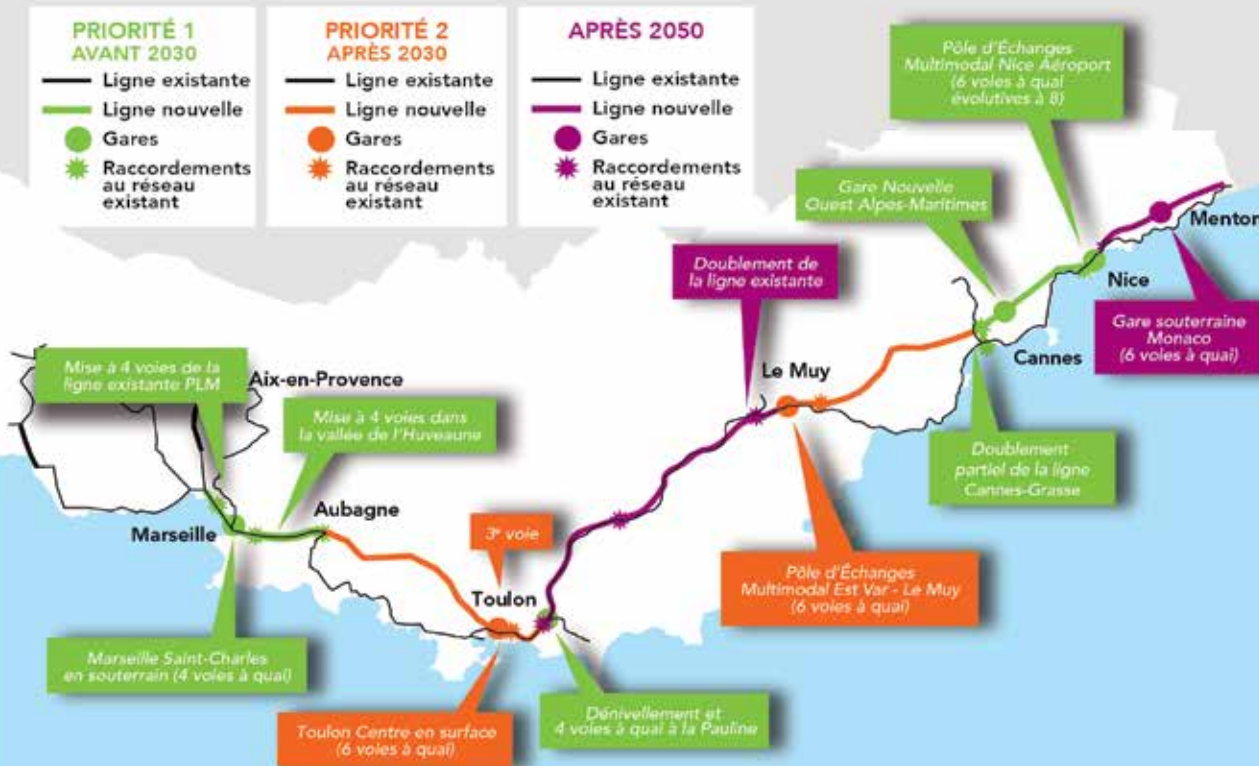 PRIORITÉ 1
AVANT 2030
Ligne existante
Ligne nouvelle
Gares
Raccordements
au réseau
existant
PRIORITÉ 2
APRÈS 2030
Ligne existante
Ligne nouvelle
Gares
Raccordements
au réseau
existant
APRÈS 2050
Ligne existante
Ligne nouvelle
Gares
Raccordements
au réseau
existant
Pôle d'Échanges
Multimodal Nice Aéroport
(6 voies à quai
évolutives à 8)
Gare Nouvelle
Ouest Alpes-Maritimes
Menton
Doublement de
la ligne existante
Nice
Gare souterraine
Monaco
(6 voies à quai)
Cannes
Mise à 4 voies de la
ligne existante PLM
Aix-en-Provence
Le Muy
Mise à 4 voies dans
la vallée de l'Huveaune
Doublement
partiel de la ligne
Cannes-Grasse
Marseille
Aubagne
3e voie
Pôle d'Échanges
Multimodal Est Var - Le Muy
(6 voies à quai)
Toulon
Marseille Saint-Charles
en souterrain (4 voies à quai)
Toulon Centre en surface
(6 voies à quai)
Dénivellement et
4 voies à quai à la Pauline